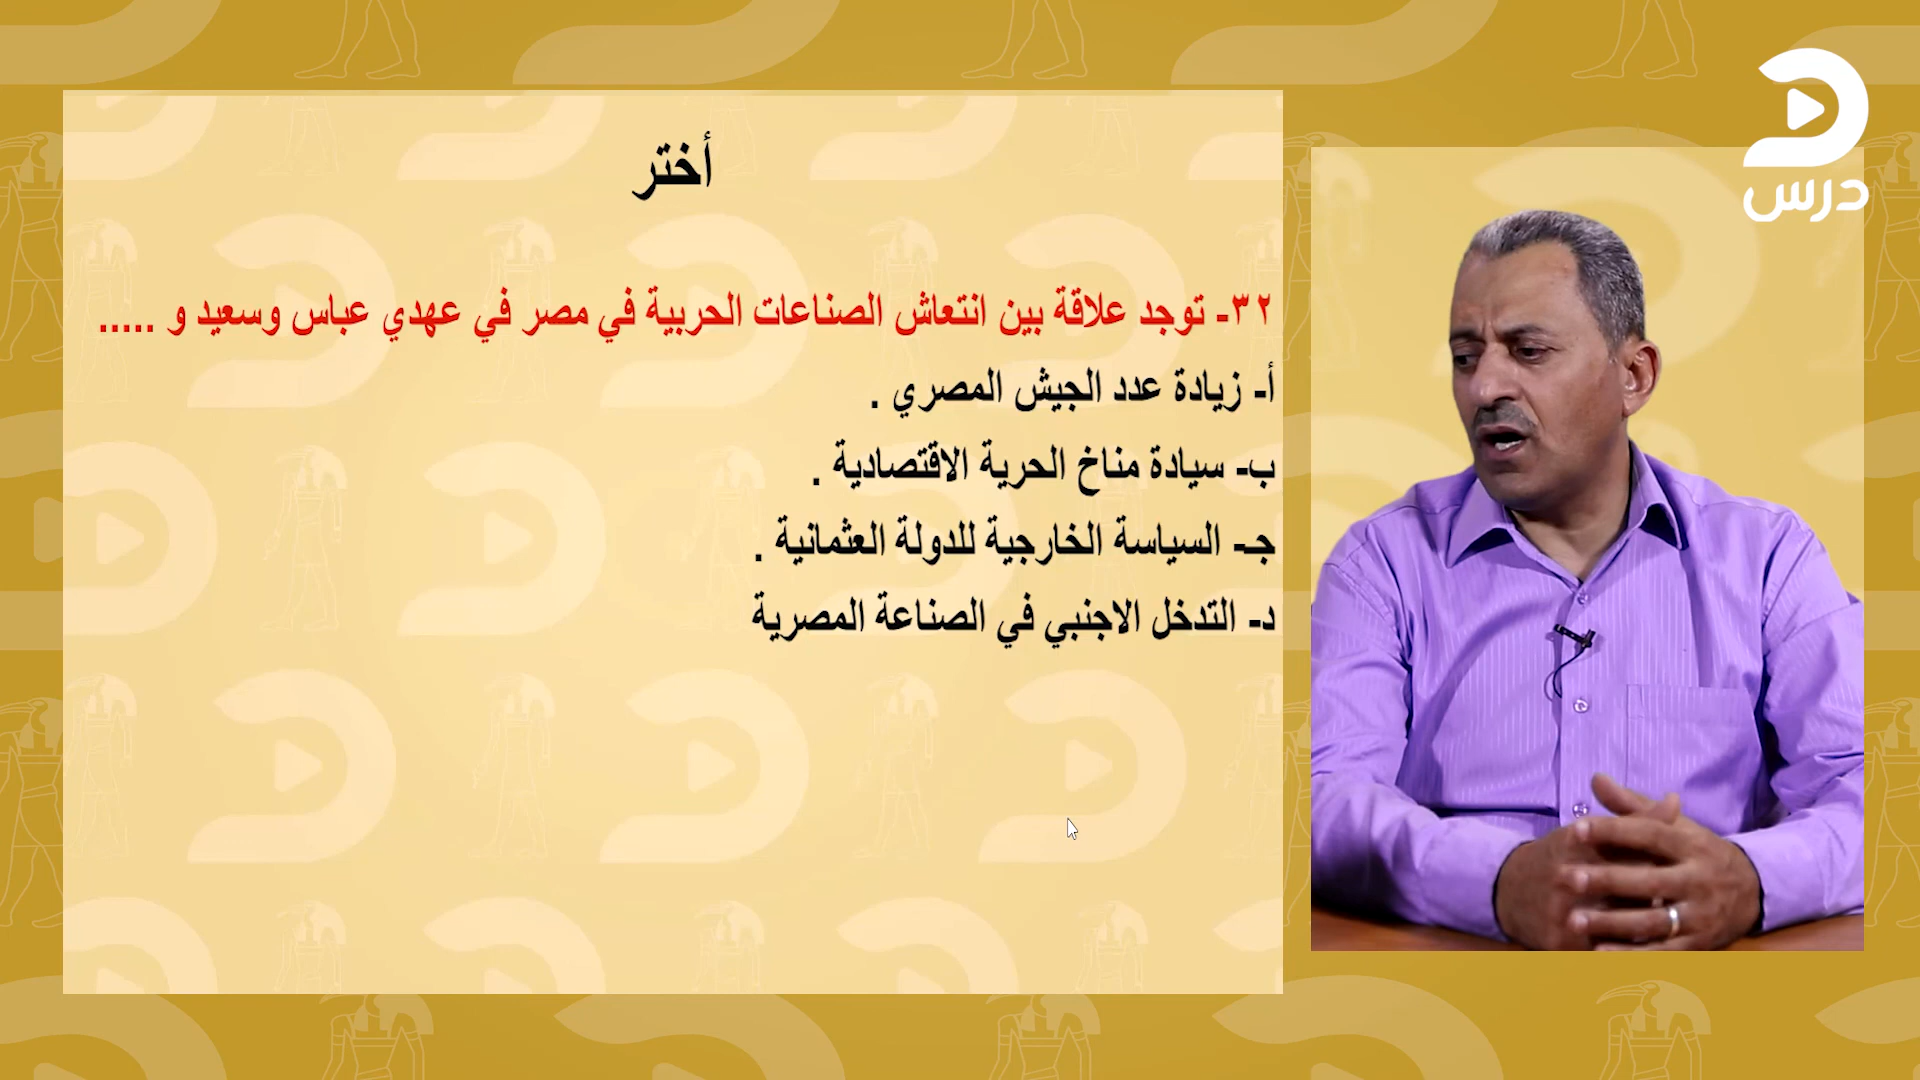 درس
أختر
٣٢- توجد علاقة بين انتعاش الصناعات الحربية في مصر في عهدي عباس وسعيد و .....
أ- زيادة عدد الجيش المصري .
ب- سيادة مناخ الحرية الاقتصادية .
جـ- السياسة الخارجية للدولة العثمانية .
د- التدخل الاجنبي في الصناعة المصرية